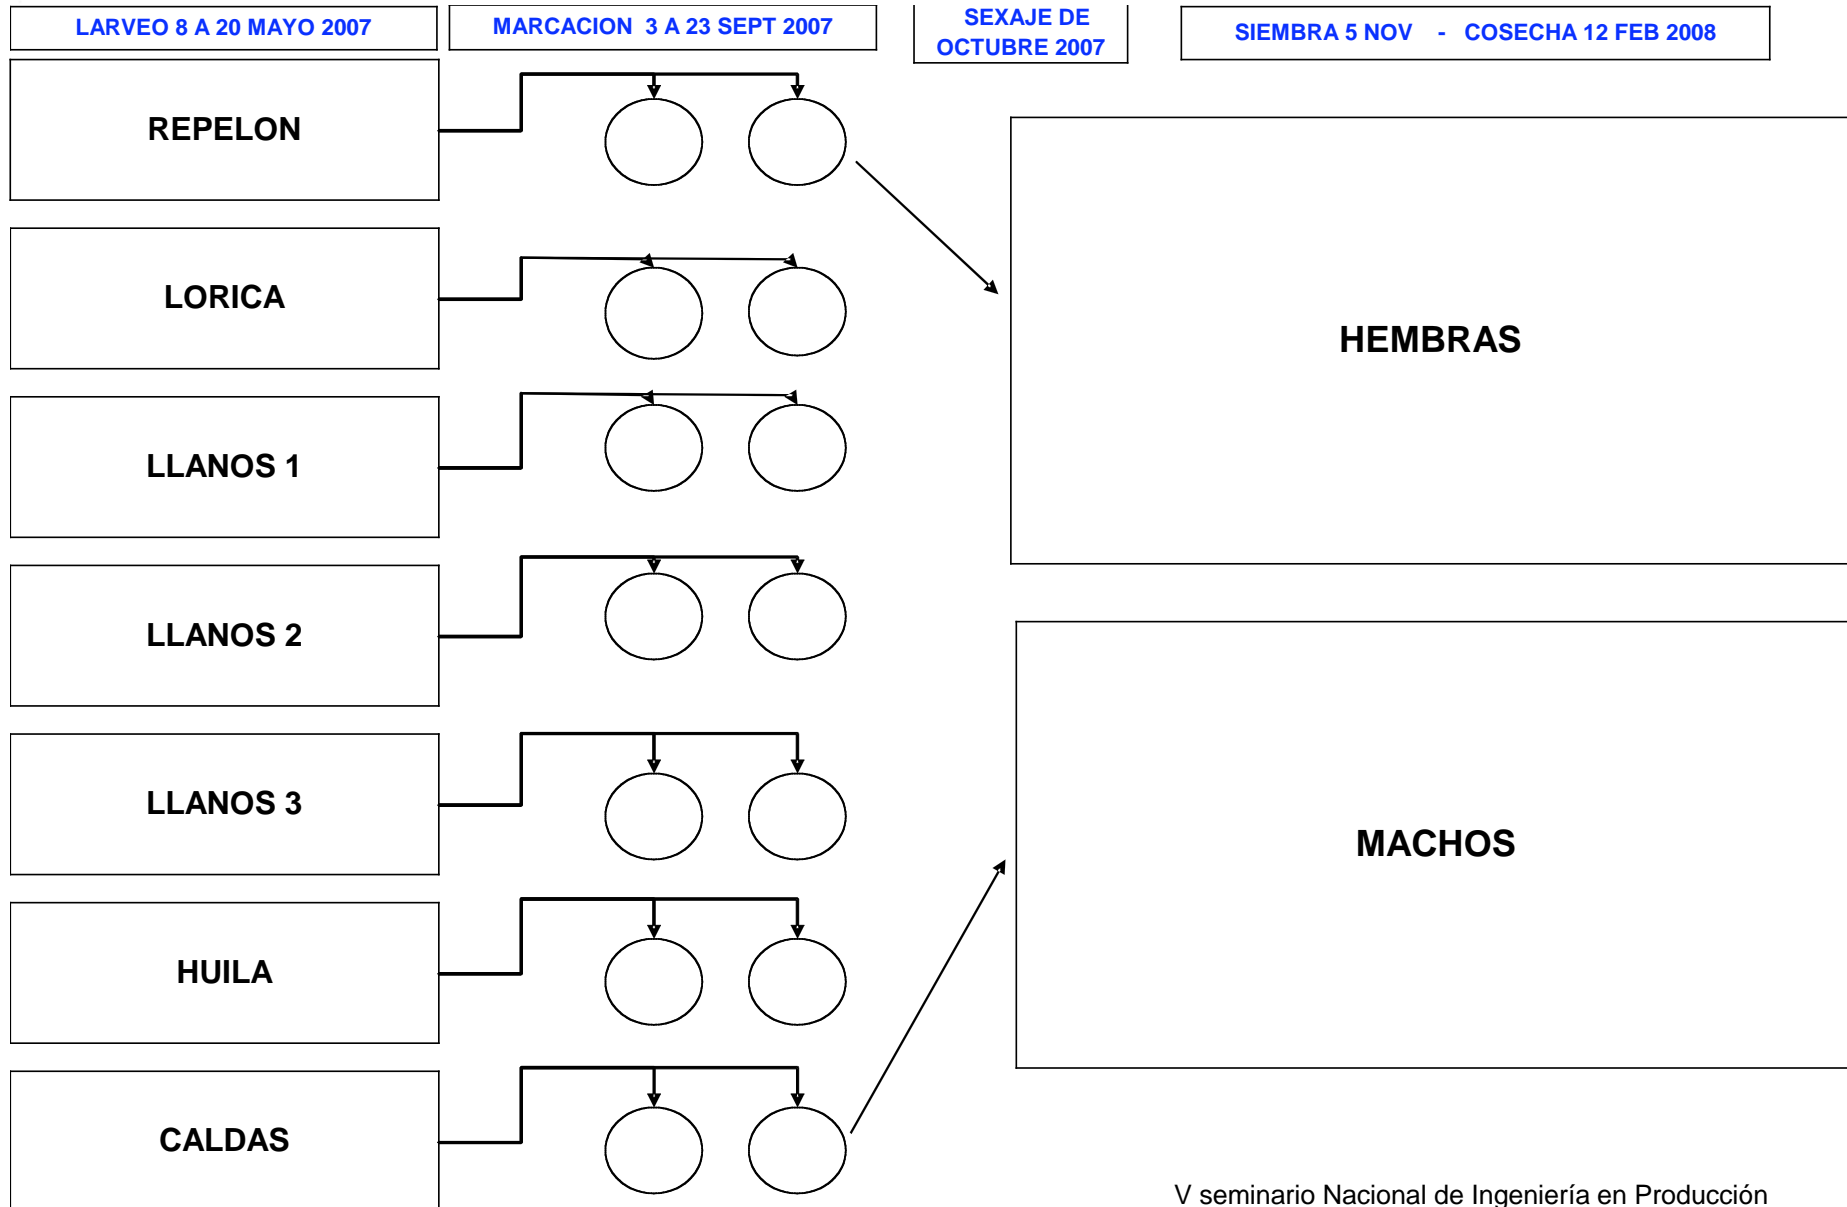 LARVEO 8 A 20 MAYO 2007
MARCACION 3 A 23 SEPT 2007
SEXAJE DE
OCTUBRE 2007
SIEMBRA 5 NOV - COSECHA 12 FEB 2008
REPELON
LORICA
LLANOS 1
LLANOS 2
LLANOS 3
HUILA
CALDAS
HEMBRAS
MACHOS
V seminario Nacional de Ingeniería en Producción